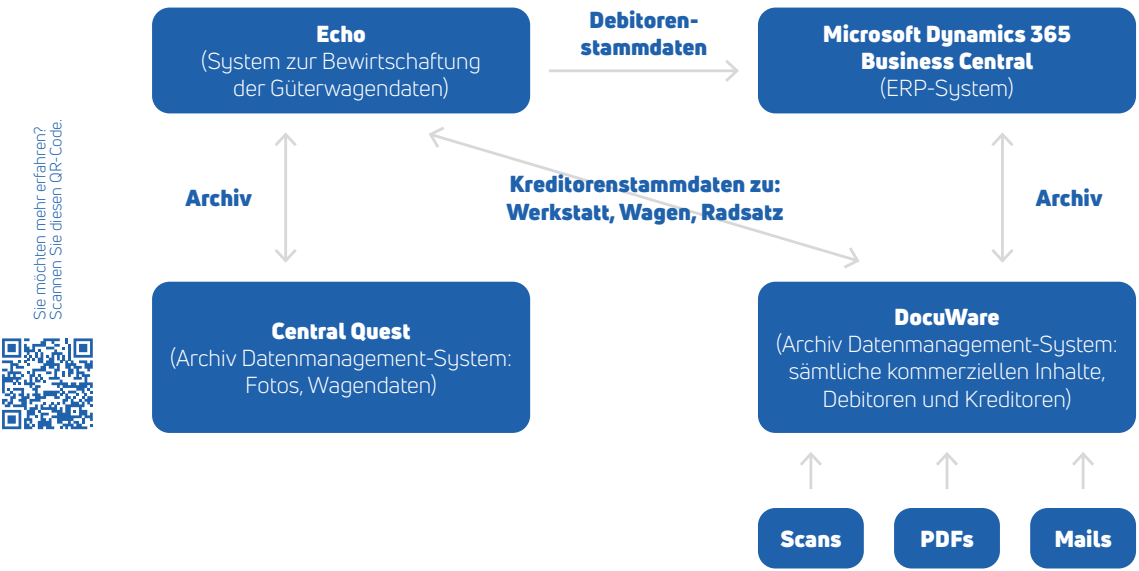 Echo
(System zur Bewirtschaftung
der Güterwagendaten)
Debitoren-
stammdaten
Microsoft Dynamics 365
Business Central
(ERP-System)
Sie möchten mehr erfahren?
Scannen Sie diesen QR-Code.
Archiv
Kreditorenstammdaten zu:
Werkstatt, Wagen, Radsatz
Archiv
Central Quest
(Archiv Datenmanagement-System:
Fotos, Wagendaten)
DocuWare
(Archiv Datenmanagement-System:
sämtliche kommerziellen Inhalte,
Debitoren und Kreditoren)
Scans
PDFs
Mails